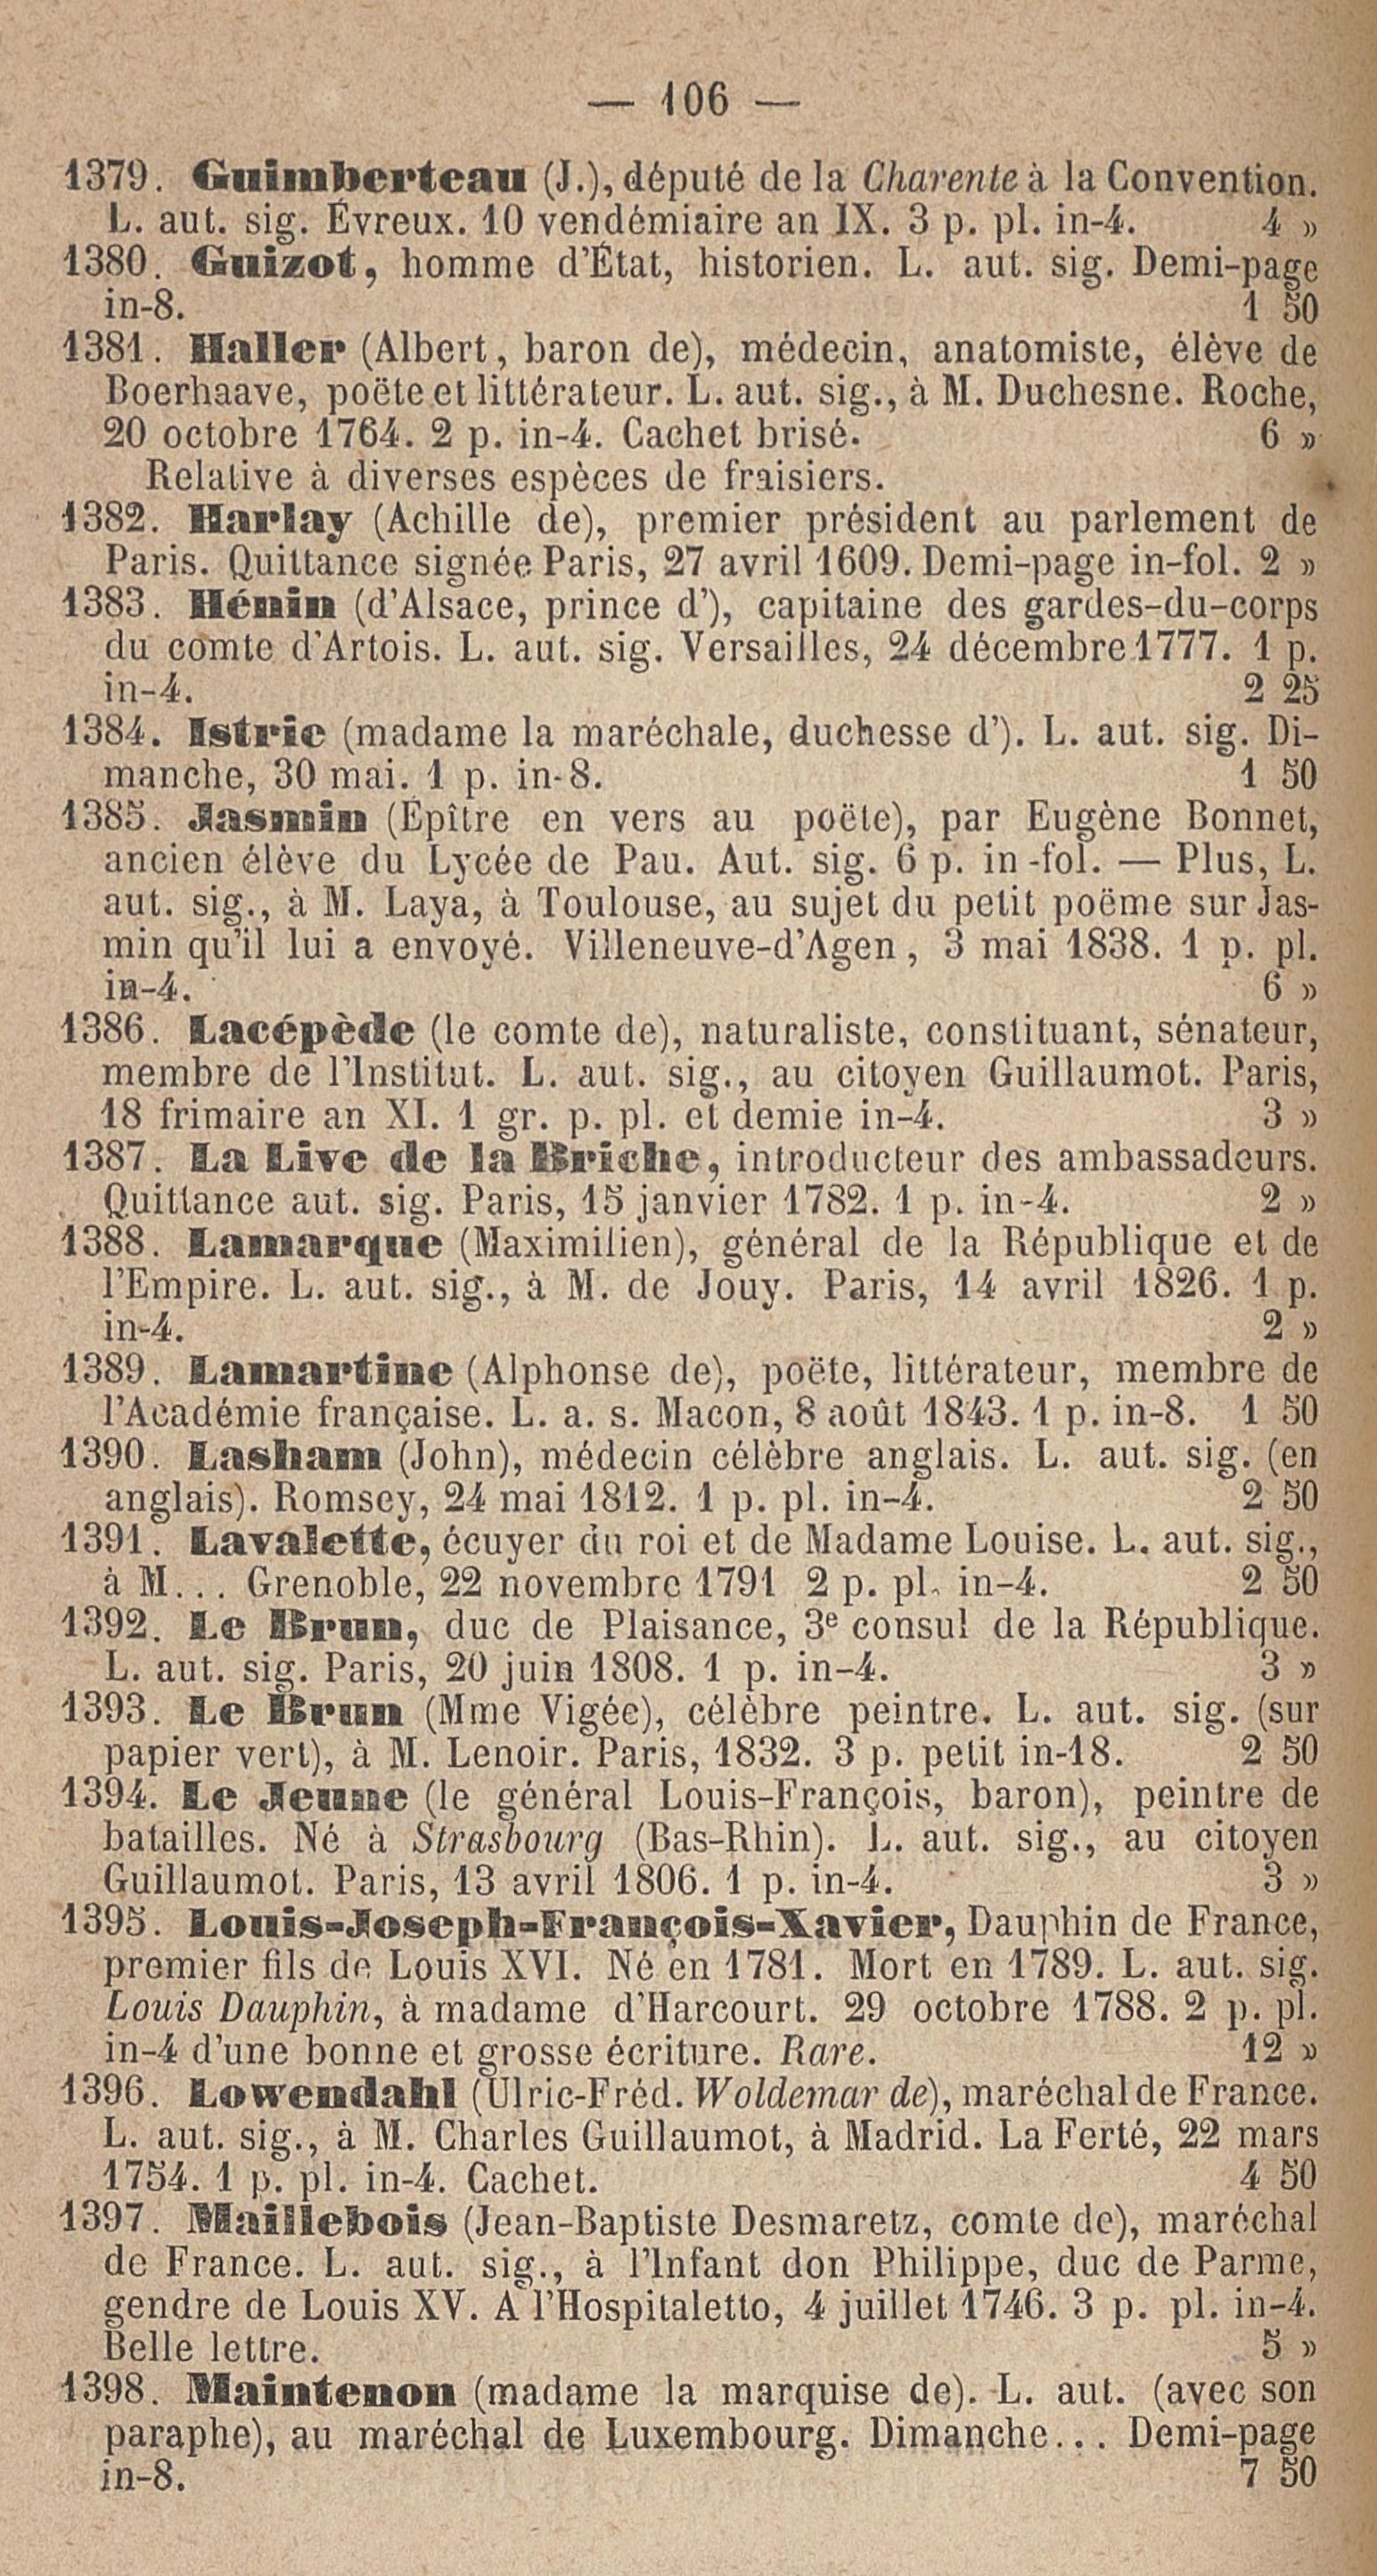 — 106 —
1379. Guimberteau (J.), député de la Charente à la Convention.
L. aut. sig. Évreux. 10 vendémiaire an IX. 3 p. pl. in-4. 4 »
1380. Guizot, homme d'État, historien. L. aut. sig. Demi-page
in-8. 1 50
1381. Haller (Albert, baron de), médecin, anatomiste, élève de
Boerhaave, poëte et littérateur. L. aut. sig., à M. Duchesne. Roche,
20 octobre 1764. 2 p. in-4. Cachet brisé. 6 »
Relative à diverses espèces de fraisiers.
1382. Harlay (Achille de), premier président au parlement de
Paris. Quittance signée Paris, 27 avril 1609. Demi-page in-fol. 2 »
1383. Hénin (d'Alsace, prince d'), capitaine des gardes-du-corps
du comte d'Artois. L. aut. sig. Versailles, 24 décembre 1777. 1 p.
in-4. 2 25
1384. Istrie (madame la maréchale, duchesse d'). L. aut. sig. Di-
manche, 30 mai. 1 p. in-8. 1 50
1385. Jasmin (Épître en vers au poëte), par Eugène Bonnet,
ancien élève du Lycée de Pau. Aut. sig. 6 p. in-fol. — Plus, L.
aut. sig., à M. Laya, à Toulouse, au sujet du petit poëme sur Jas-
min qu'il lui a envoyé. Villeneuve-d'Agen, 3 mai 1838. 1 p. pl.
in-4. 6 »
1386. Lacépède (le comte de), naturaliste, constituant, sénateur,
membre de l'Institut. L. aut. sig., au citoyen Guillaumot. Paris,
18 frimaire an XI. 1 gr. p. pl. et demie in-4. 3 »
1387. La Live de la Briche, introducteur des ambassadeurs.
Quittance aut. sig. Paris, 15 janvier 1782. 1 p. in-4. 2 »
1388. Lamarque (Maximilien), général de la République et de
l'Empire. L. aut. sig., à M. de Jouy. Paris, 14 avril 1826. 1 p.
in-4. 2 »
1389. Lamartine (Alphonse de), poëte, littérateur, membre de
l'Académie française. L. a. s. Macon, 8 août 1843. 1 p. in-8. 1 50
1390. Lasham (John), médecin célèbre anglais. L. aut. sig. (en
anglais). Romsey, 24 mai 1812. 1 p. pl. in-4. 2 50
1391. Lavalette, écuyer du roi et de Madame Louise. L. aut. sig.,
à M... Grenoble, 22 novembre 1791 2 p. pl. in-4. 2 50
1392. Le Brun, duc de Plaisance, 3e consul de la République.
L. aut. sig. Paris, 20 juin 1808. 1 p. in-4. 3 »
1393. Le Brun (Mme Vigée), célèbre peintre. L. aut. sig. (sur
papier vert), à M. Lenoir. Paris, 1832. 3 p. petit in-18. 2 50
1394. Le Jeune (le général Louis-François, baron), peintre de
batailles. Né à Strasbourg (Bas-Rhin). L. aut. sig., au citoyen
Guillaumot. Paris, 13 avril 1806. 1 p. in-4. 3 »
1395. Louis-Joseph-François-Xavier, Dauphin de France,
premier fils de Louis XVI. Né en 1781. Mort en 1789. L. aut. sig.
Louis Dauphin, à madame d'Harcourt. 29 octobre 1788. 2 p. pl.
in-4 d'une bonne et grosse écriture. Rare. 12 »
1396. Lowendahl (Ulric-Fréd. Woldemar de), maréchal de France.
L. aut. sig., à M. Charles Guillaumot, à Madrid. La Ferté, 22 mars
1754. 1 p. pl. in-4. Cachet. 4 50
1397. Maillebois (Jean-Baptiste Desmaretz, comte de), maréchal
de France. L. aut. sig., à l'Infant don Philippe, duc de Parme,
gendre de Louis XV. A l'Hospitaletto, 4 juillet 1746. 3 p. pl. in-4.
Belle lettre. 5 »
1398. Maintenon (madame la marquise de). L. aut. (avec son
paraphe), au maréchal de Luxembourg. Dimanche... Demi-page
in-8. 7 50